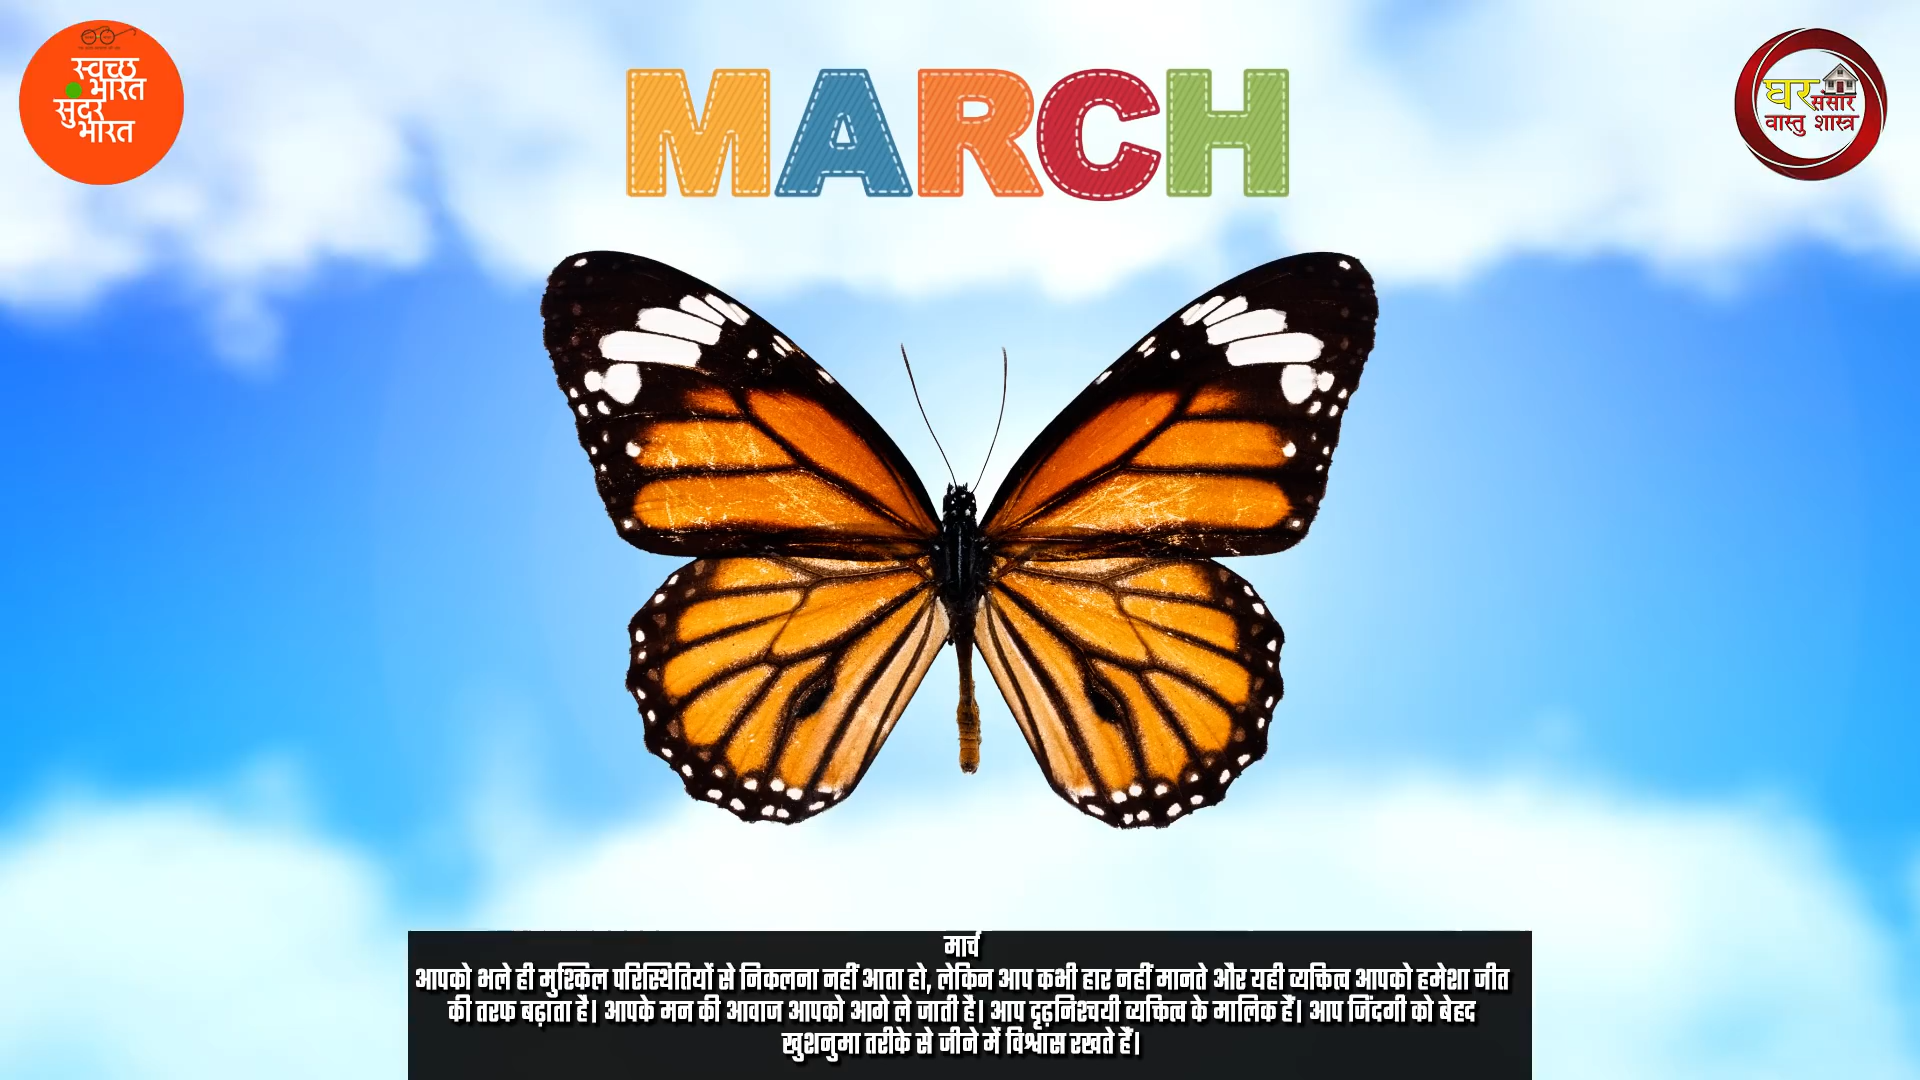 स्वच्छ
भारत
सुंदर
भारत
MARCH
घर
संसार
वास्तु शास्त्र
मार्च
आपको भले ही मुश्किल परिस्थितियों से निकलना नहीं आता हो, लेकिन आप कभी हार नहीं मानते और यही व्यक्तित्व आपको हमेशा जीत
की तरफ बढ़ाता है। आपके मन की आवाज आपको आगे ले जाती है। आप दृढ़निश्चयी व्यक्तित्व के मालिक हैं। आप जिंदगी को बेहद
खुशनुमा तरीके से जीने में विश्वास रखते हैं।